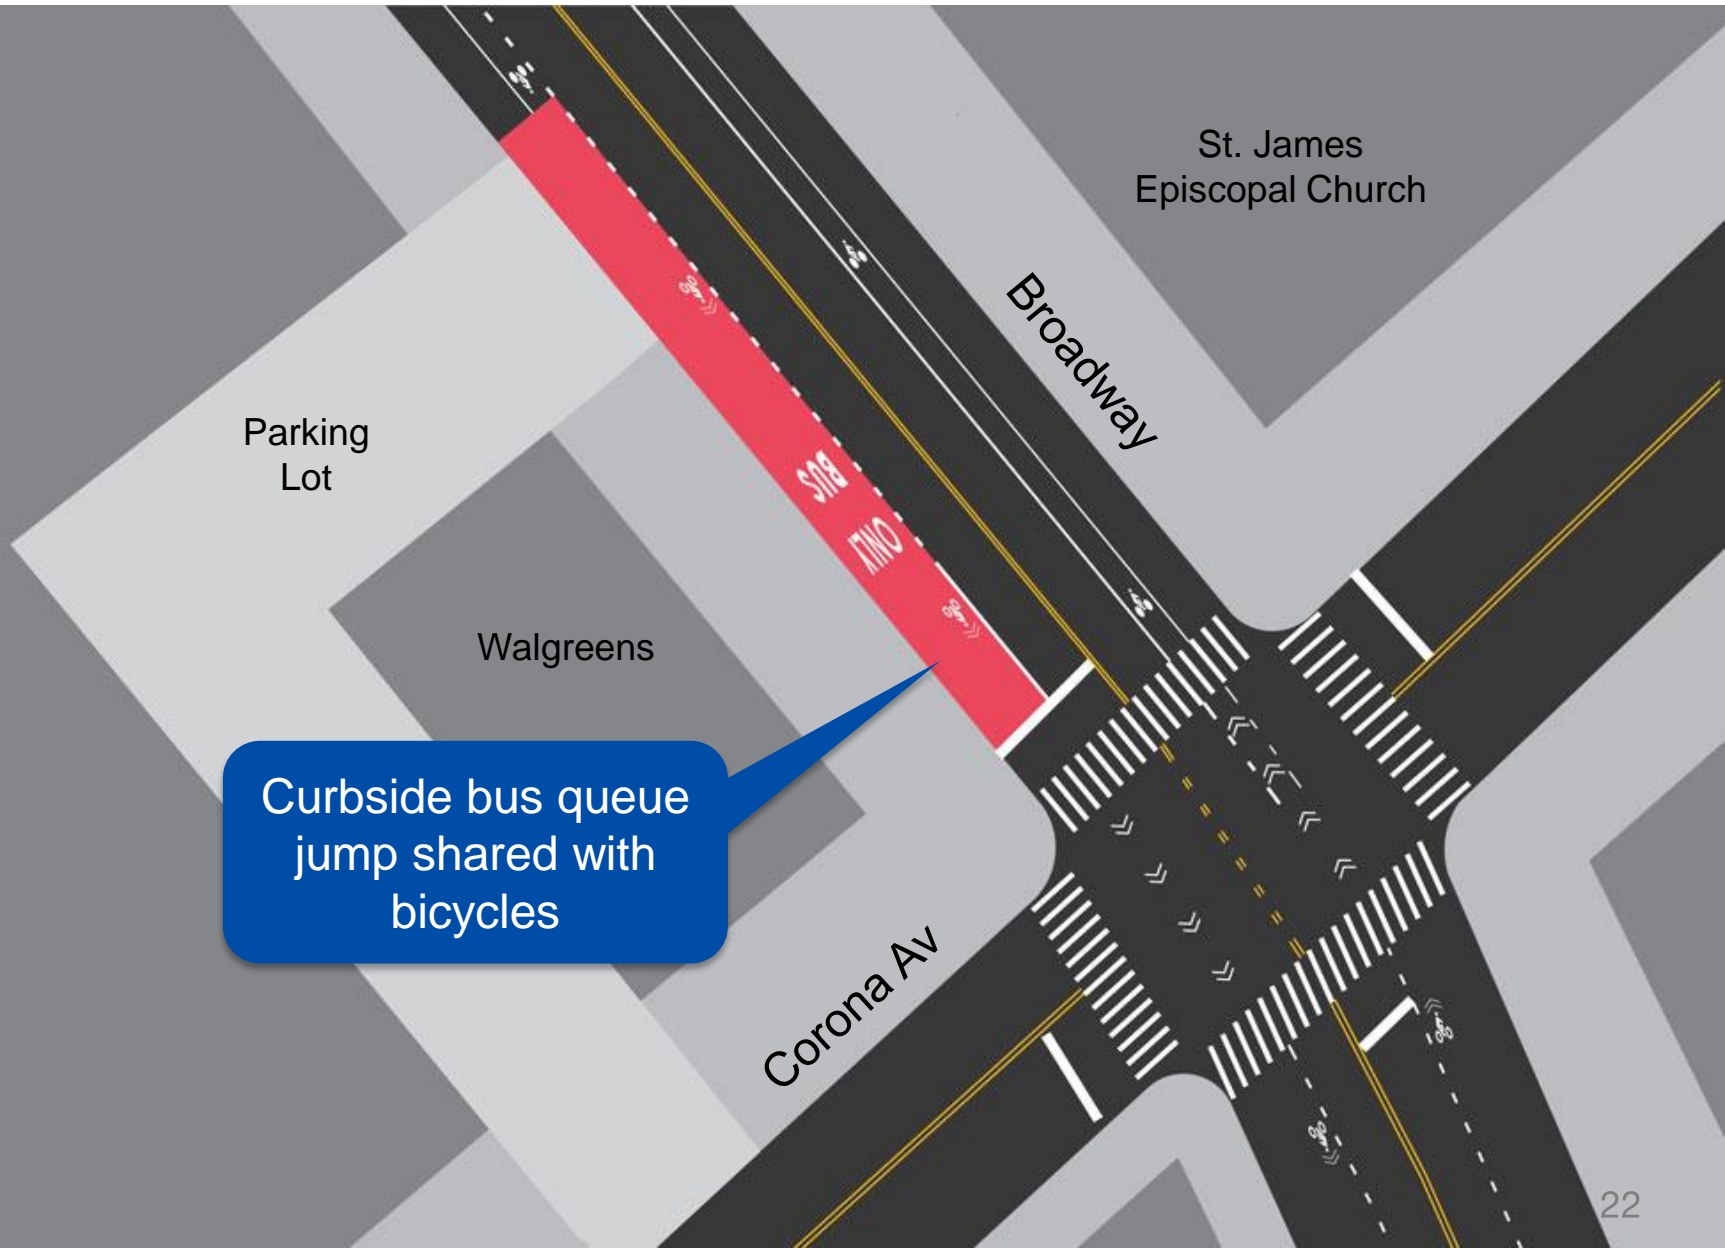 St. James
Episcopal Church
Broadway
Parking
Lot
BUS
ONLY
Walgreens
Curbside bus queue
jump shared with
bicycles
Corona Av
22